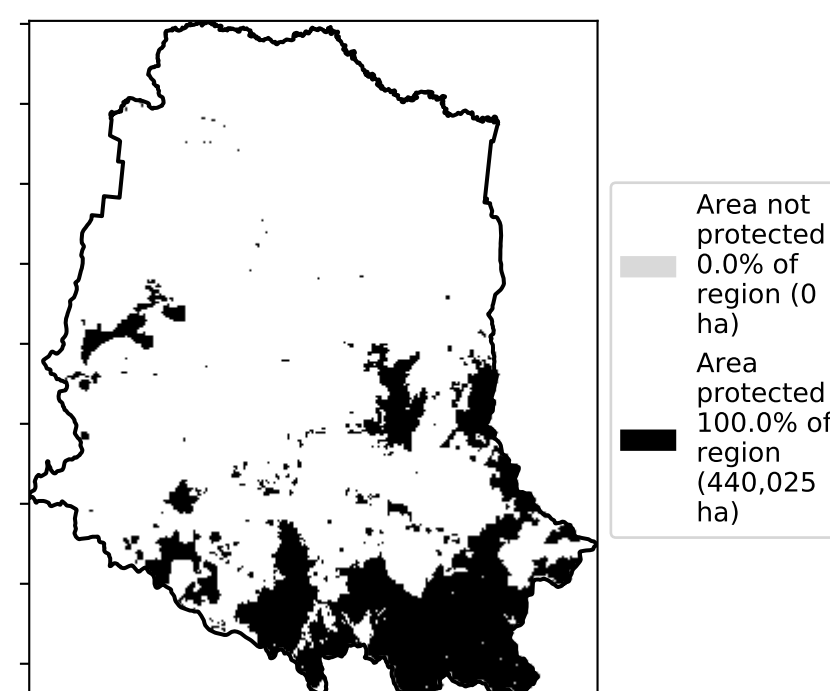 Area not
protected
0.0% of
region (0
ha)
Area
protected
100.0% of
region
(440,025
ha)